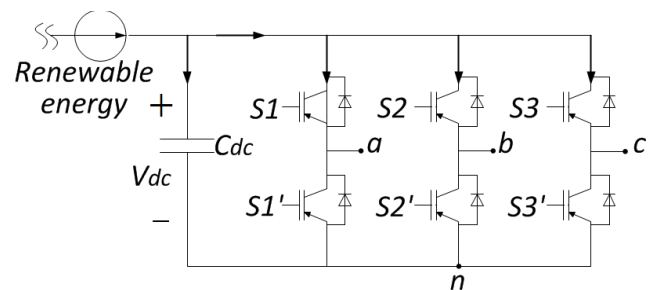 Renewable
energy
+
Vdc
−
Cdc
S1
a
S2
b
S3
c
S1'
S2'
S3'
n